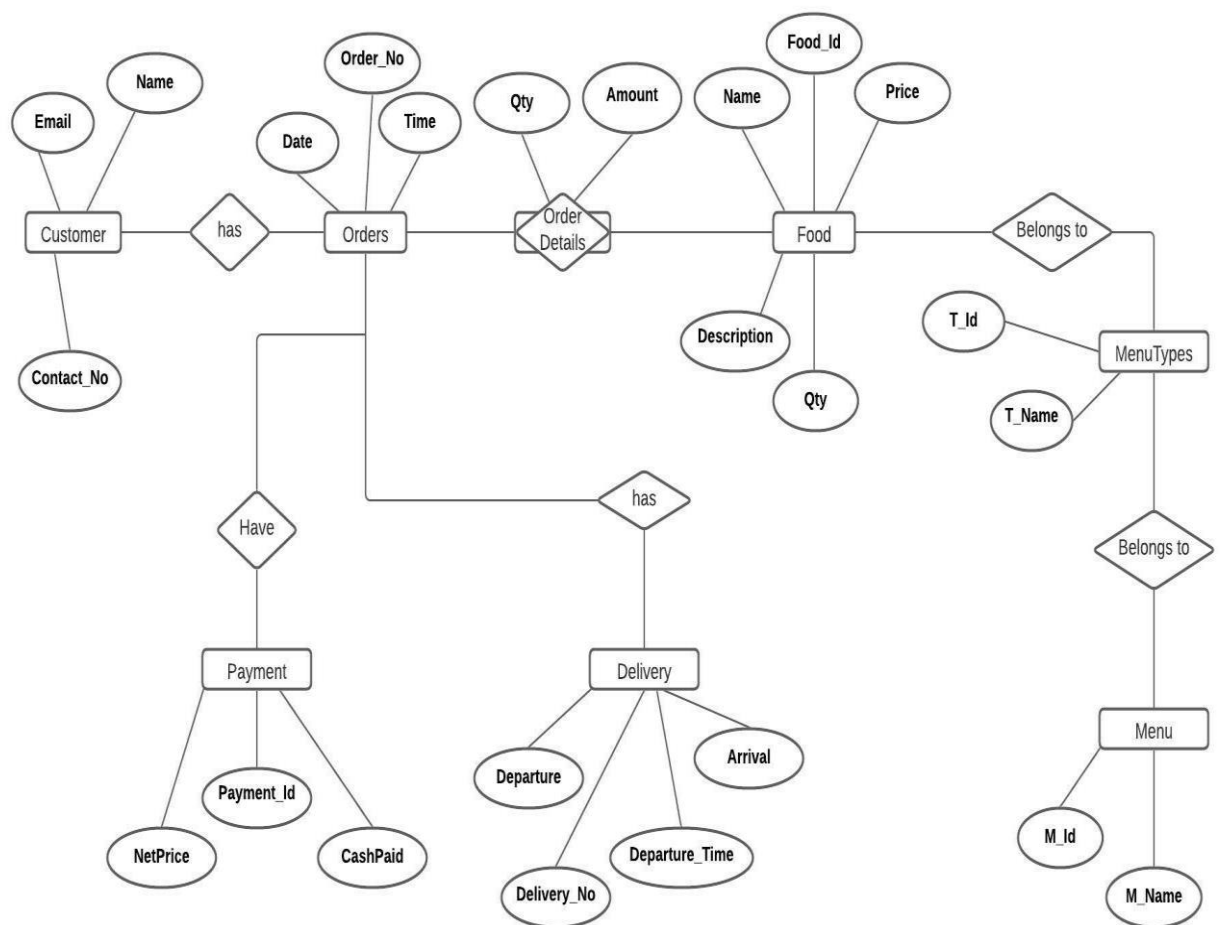 Food_Id
Order_No
Name
Email
Qty
Amount
Name
Price
Date
Time
Customer
has
Orders
Order
Details
Food
Belongs to
T_Id
Description
MenuTypes
Contact_No
Qty
T_Name
has
Have
Belongs to
Payment
Delivery
Menu
Departure
Arrival
Payment_Id
M_Id
NetPrice
CashPaid
Departure_Time
Delivery_No
M_Name